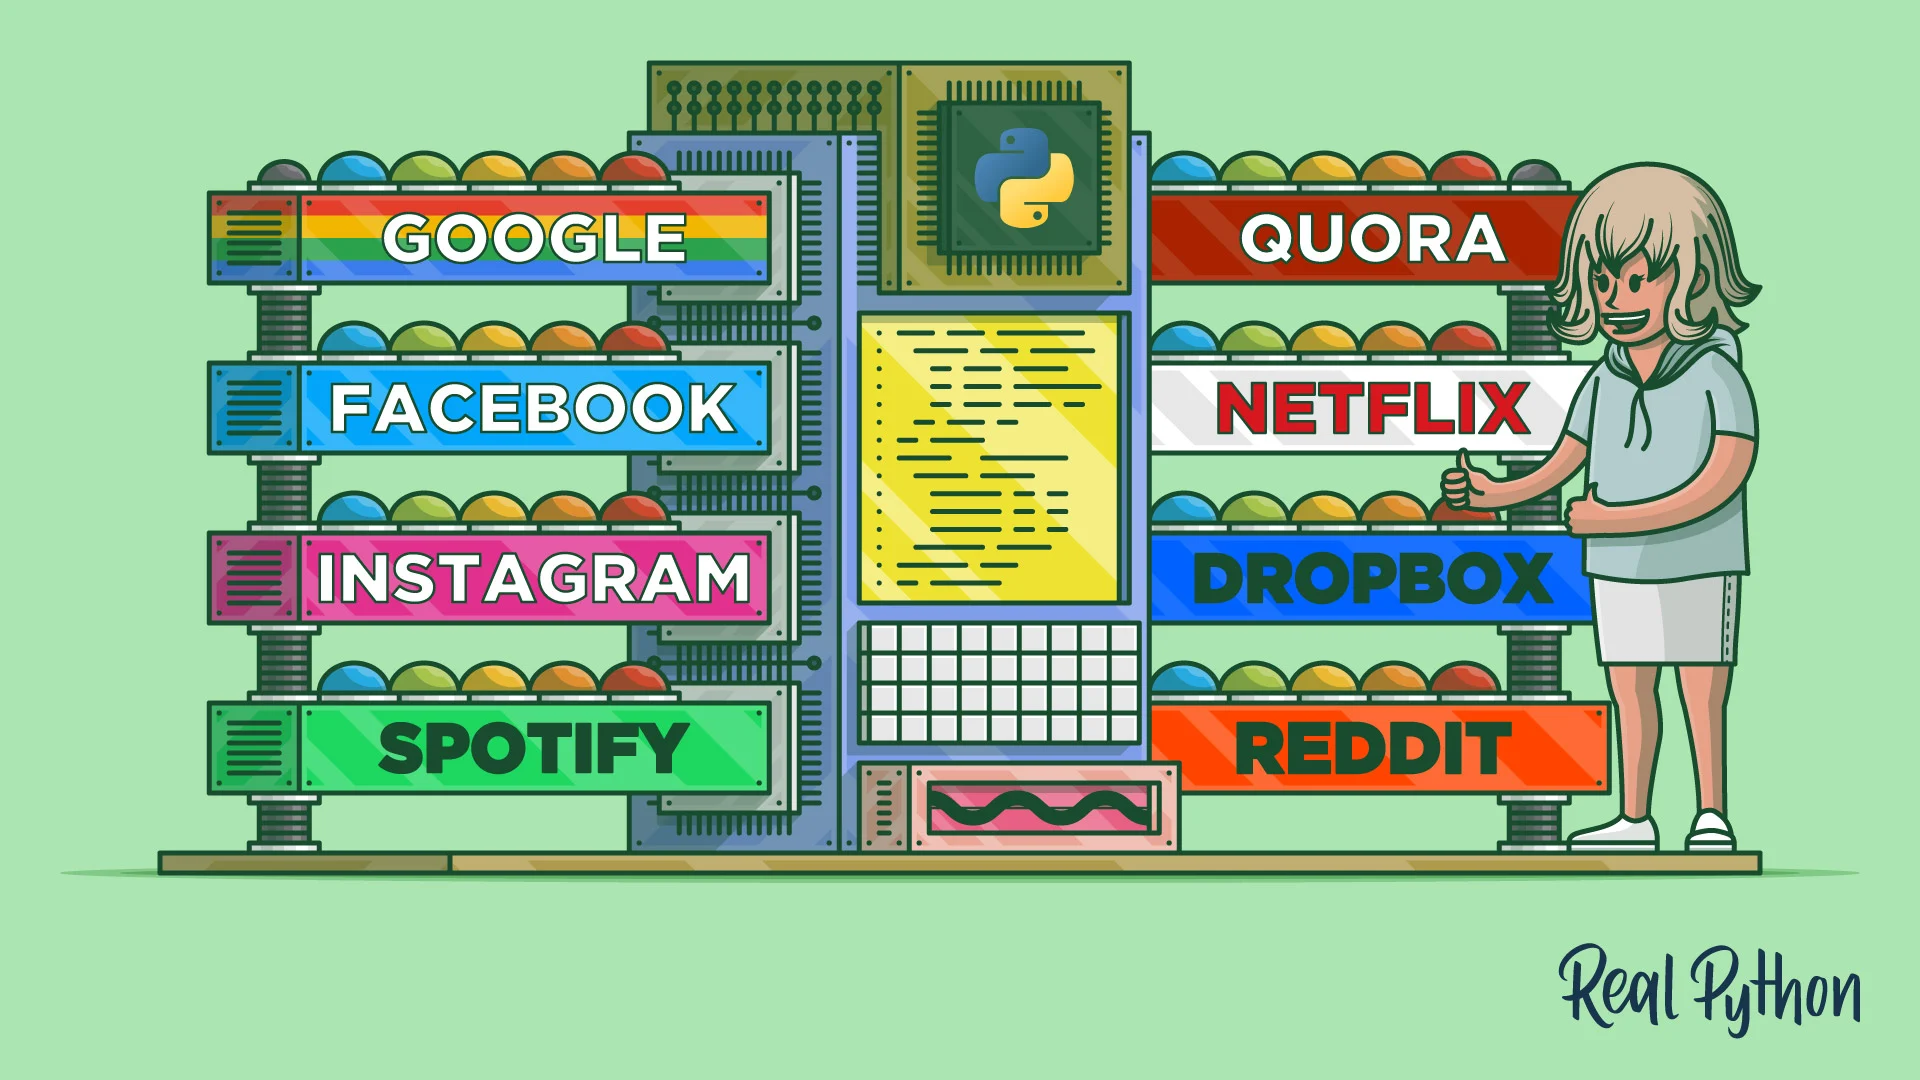 GOOGLE
FACEBOOK
INSTAGRAM
SPOTIFY
QUORA
NETFLIX
DROPBOX
REDDIT
Real Python